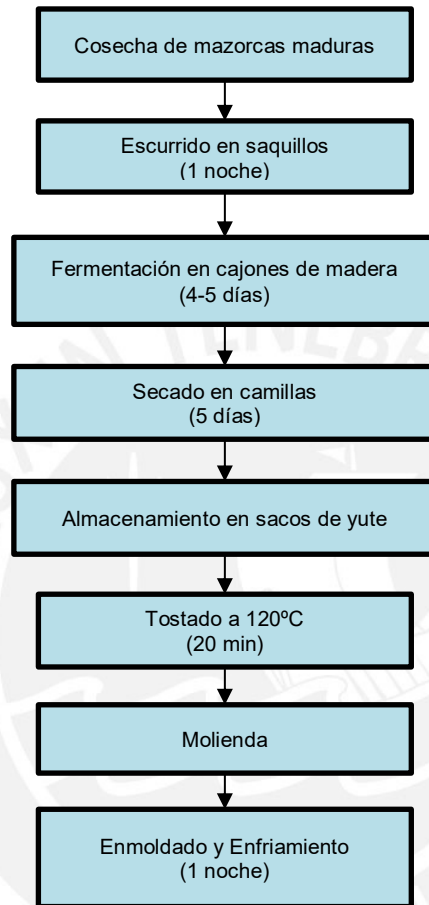 Cosecha de mazorcas maduras
Escurrido en saquillos
(1 noche)
Fermentación en cajones de madera
(4-5 días)
Secado en camillas
(5 días)
Almacenamiento en sacos de yute
Tostado a 120ºC
(20 min)
Molienda
Enmoldado y Enfriamiento
(1 noche)